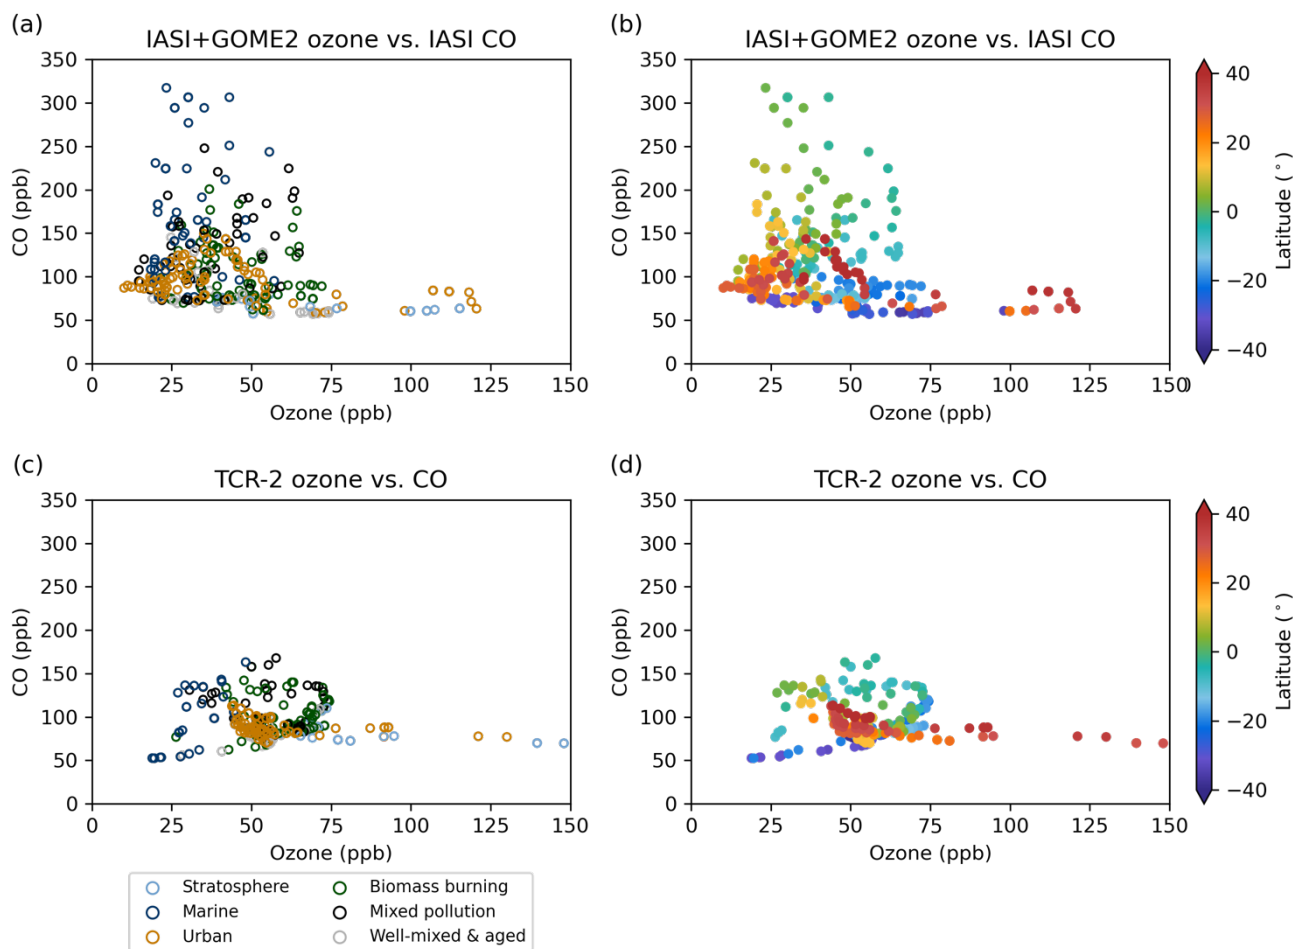 (a)
IASI+GOME2 ozone vs. IASI CO
350
300
250
200
150
100
50
0
CO (ppb)
0 25 50 75 100 125 150
Ozone (ppb)
(b)
IASI+GOME2 ozone vs. IASI CO
350
300
250
200
150
100
50
0
CO (ppb)
0 25 50 75 100 125 150
Ozone (ppb)
40
20
0
−20
−40
Latitude (°)
(c)
TCR-2 ozone vs. CO
350
300
250
200
150
100
50
0
CO (ppb)
0 25 50 75 100 125 150
Ozone (ppb)
(d)
TCR-2 ozone vs. CO
350
300
250
200
150
100
50
0
CO (ppb)
0 25 50 75 100 125 150
Ozone (ppb)
40
20
0
−20
−40
Latitude (°)
Stratosphere
Marine
Urban
Biomass burning
Mixed pollution
Well-mixed & aged